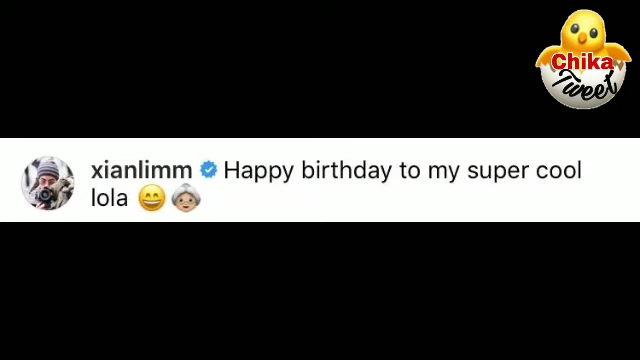 Chika
Tweet
xianlimm Happy birthday to my super cool
lola 😄👵🏼